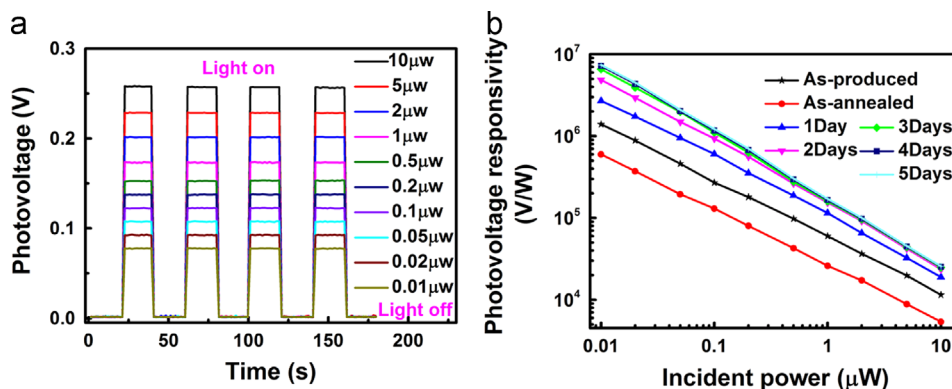 a
0.3
0.2
0.1
0.0
Photovoltage (V)
0
50
100
150
200
Time (s)
Light on
10μw
5μw
2μw
1μw
0.5μw
0.2μw
0.1μw
0.05μw
0.02μw
0.01μw
Light off
b
Photovoltage responsivity
(V/W)
10⁷
10⁶
10⁵
10⁴
As-produced
As-annealed
1Day
3Days
2Days
4Days
5Days
0.01
0.1
1
10
Incident power (μW)